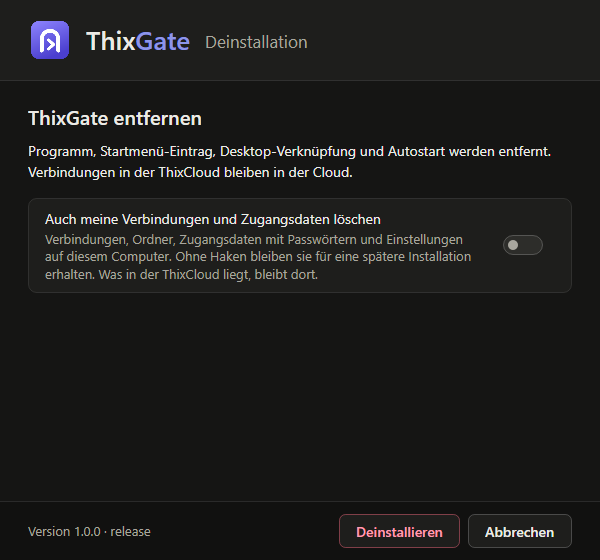 ThixGate Deinstallation
ThixGate entfernen
Programm, Startmenü-Eintrag, Desktop-Verknüpfung und Autostart werden entfernt.
Verbindungen in der ThixCloud bleiben in der Cloud.
Auch meine Verbindungen und Zugangsdaten löschen
Verbindungen, Ordner, Zugangsdaten mit Passwörtern und Einstellungen
auf diesem Computer. Ohne Haken bleiben sie für eine spätere Installation
erhalten. Was in der ThixCloud liegt, bleibt dort.
Version 1.0.0 · release
Deinstallieren
Abbrechen